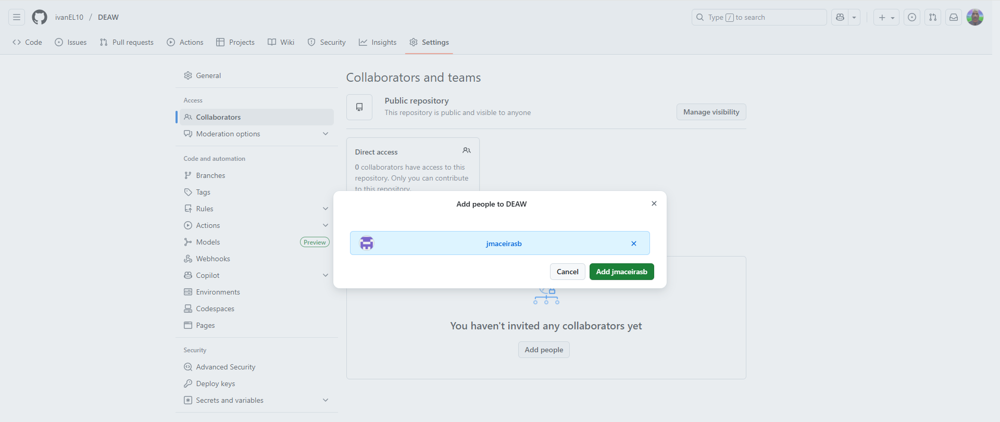 ivanEL10 / DEAW
Type / to search
Code
Issues
Pull requests
Actions
Projects
Wiki
Security
Insights
Settings
General
Access
Collaborators
Moderation options
Code and automation
Branches
Tags
Rules
Actions
Models
Preview
Webhooks
Copilot
Environments
Codespaces
Pages
Security
Advanced Security
Deploy keys
Secrets and variables
Collaborators and teams
Public repository
This repository is public and visible to anyone
Manage visibility
Direct access
0 collaborators have access to this
repository. Only you can contribute
to this repository.
Add people to DEAW
jmaceirasb
Cancel
Add jmaceirasb
You haven't invited any collaborators yet
Add people